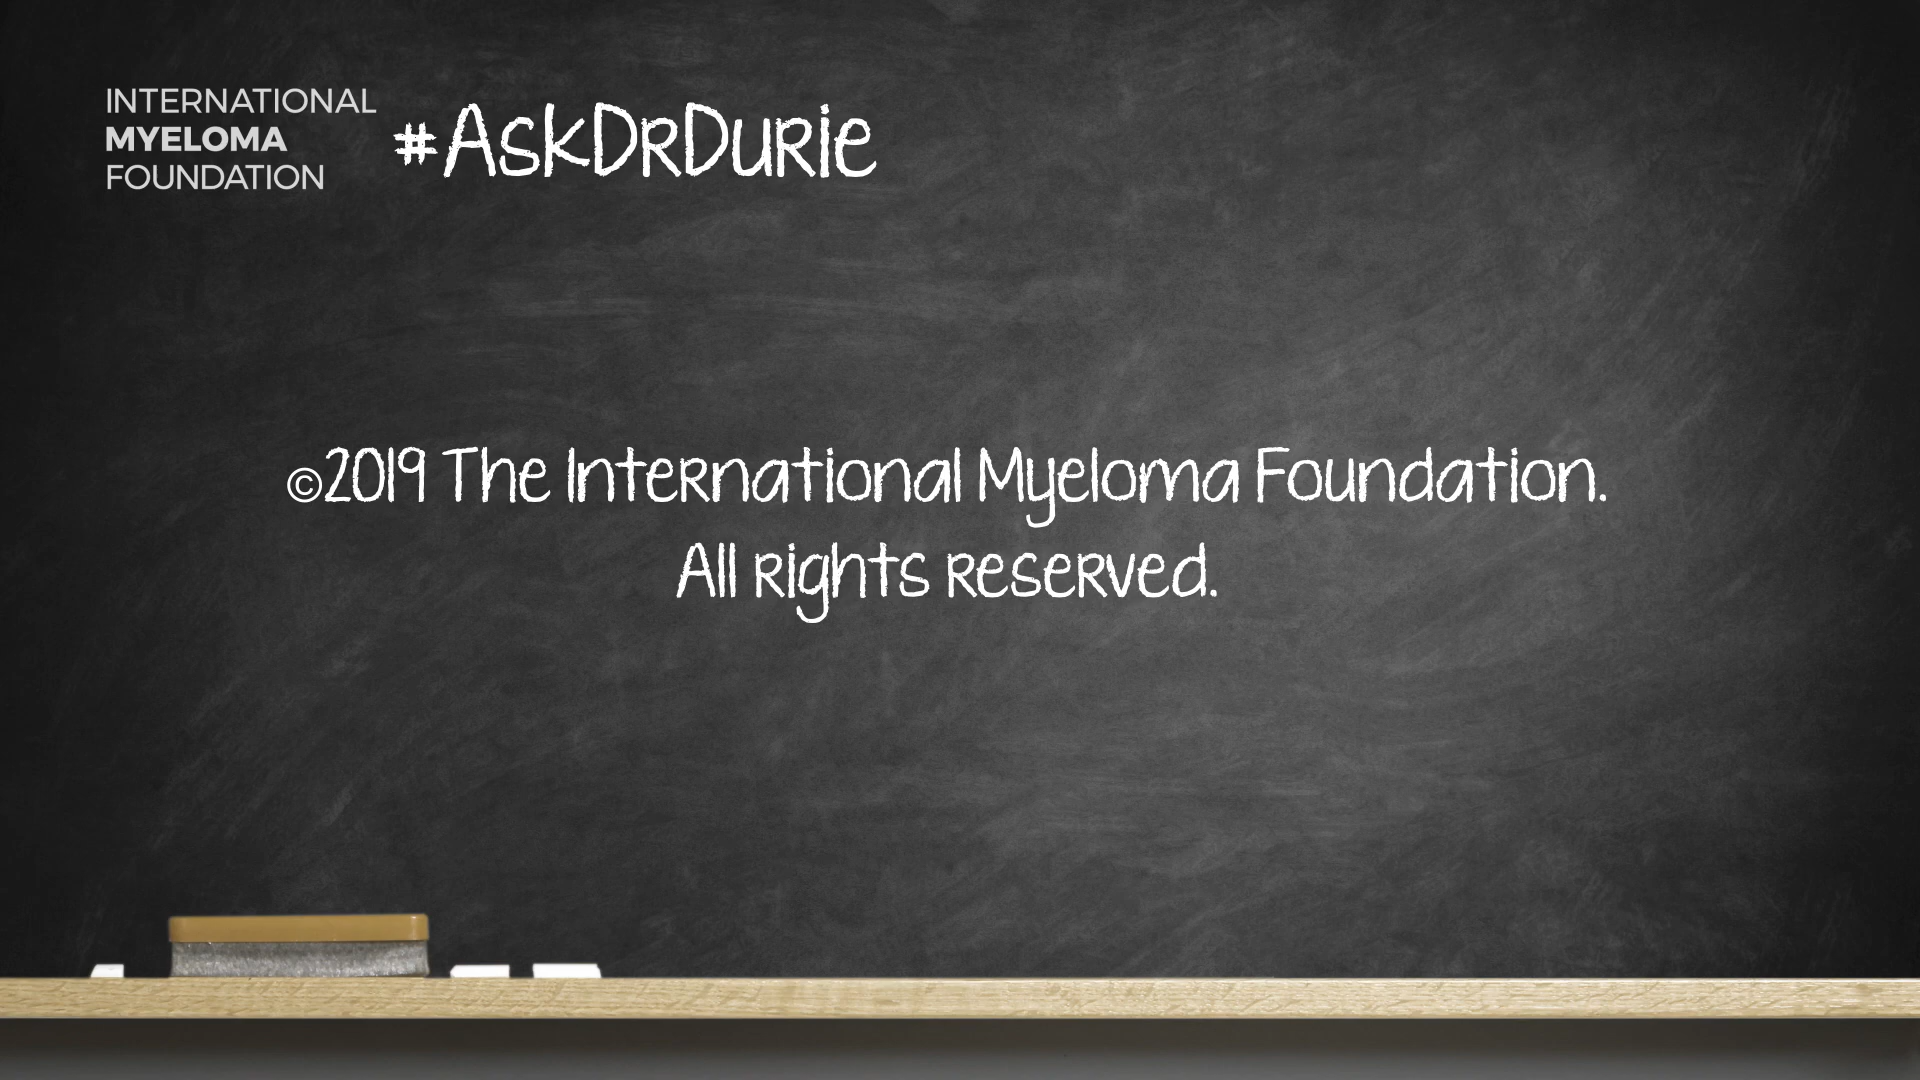 INTERNATIONAL
MYELOMA
FOUNDATION
#AskDrDurie
©2019 The International Myeloma Foundation.
All rights reserved.